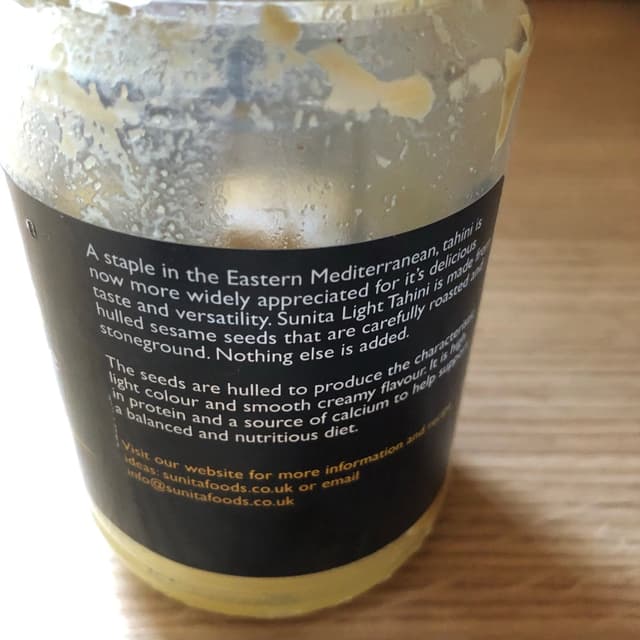 A staple in the Eastern Mediterranean, tahini is
now more widely appreciated for it's delicious
taste and versatility. Sunita Light Tahini is made from
hulled sesame seeds that are carefully roasted and
stoneground. Nothing else is added.
The seeds are hulled to produce the characteristic
light colour and smooth creamy flavour. It is high
in protein and a source of calcium to help support
a balanced and nutritious diet.
Visit our website for more information and recipe
ideas: sunitafoods.co.uk or email
info@sunitafoods.co.uk